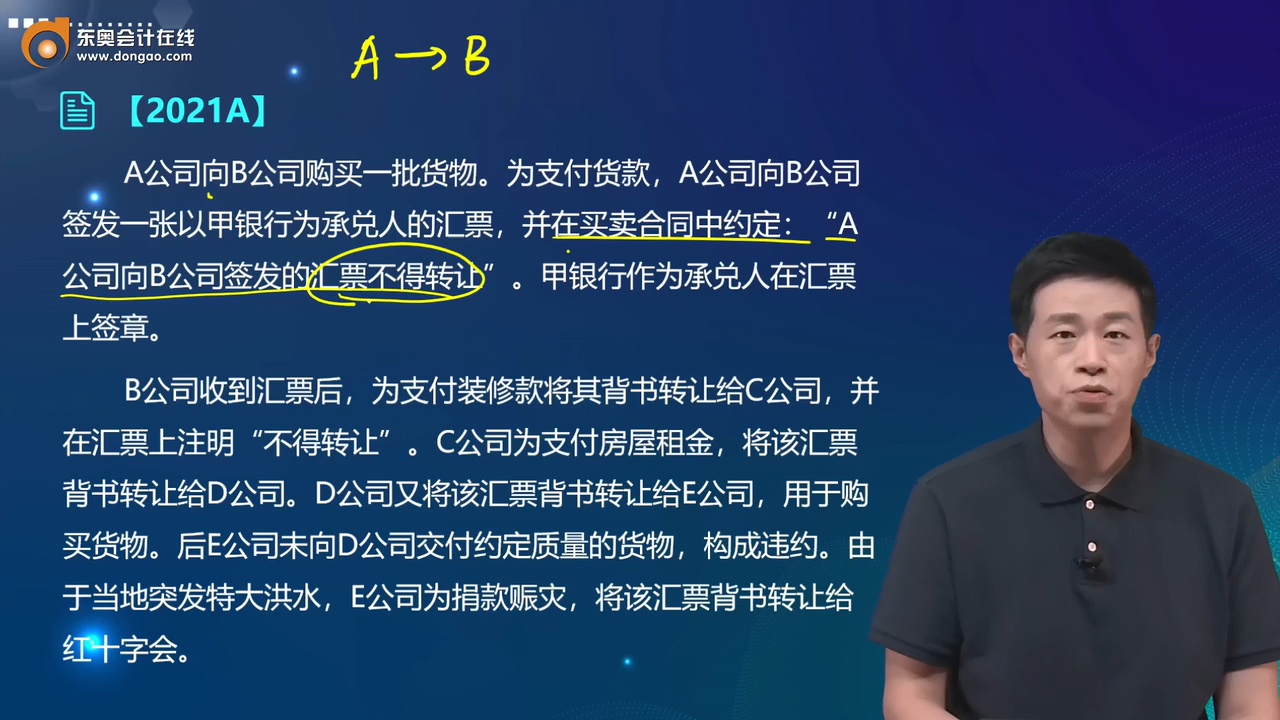 东奥会计在线
www.dongao.com
A → B
【2021A】
A公司向B公司购买一批货物。为支付货款，A公司向B公司
签发一张以甲银行为承兑人的汇票，并在买卖合同中约定：“A
公司向B公司签发的汇票不得转让”。甲银行作为承兑人在汇票
上签章。
B公司收到汇票后，为支付装修款将其背书转让给C公司，并
在汇票上注明“不得转让”。C公司为支付房屋租金，将该汇票
背书转让给D公司。D公司又将该汇票背书转让给E公司，用于购
买货物。后E公司未向D公司交付约定质量的货物，构成违约。由
于当地突发特大洪水，E公司为捐款赈灾，将该汇票背书转让给
红十字会。